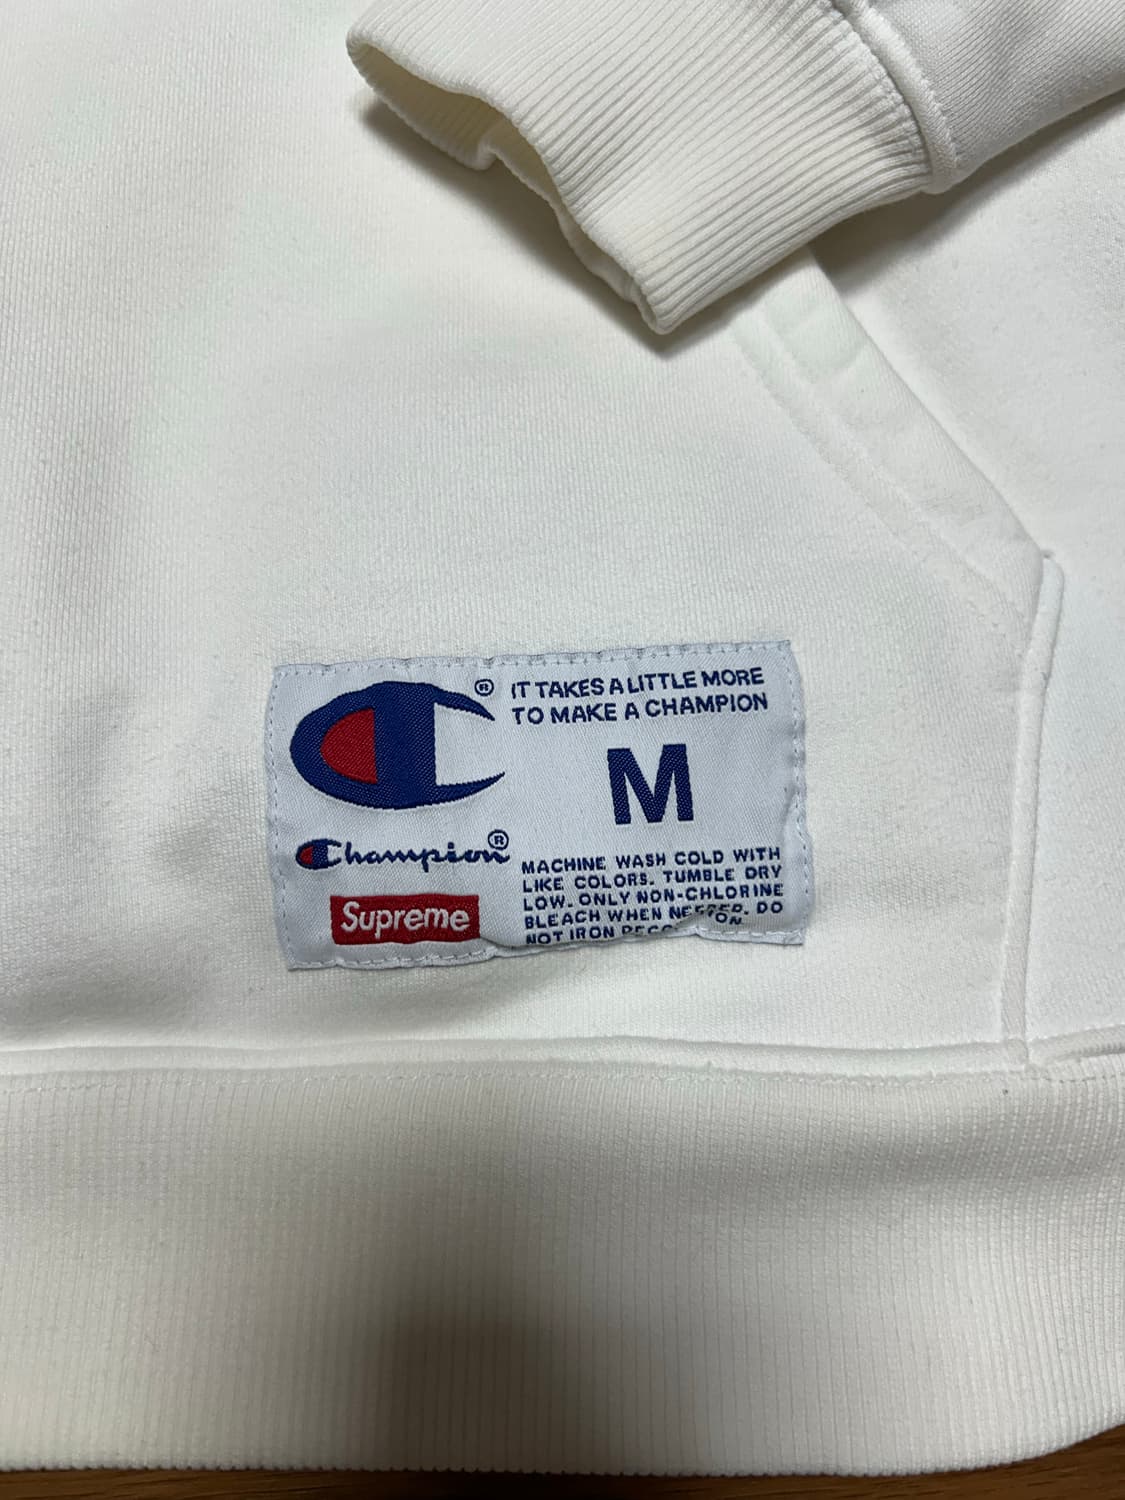 ® IT TAKES A LITTLE MORE
TO MAKE A CHAMPION
M
Champion®
Supreme
MACHINE WASH COLD WITH
LIKE COLORS. TUMBLE DRY
LOW. ONLY NON-CHLORINE
BLEACH WHEN NEEDED. DO
NOT IRON